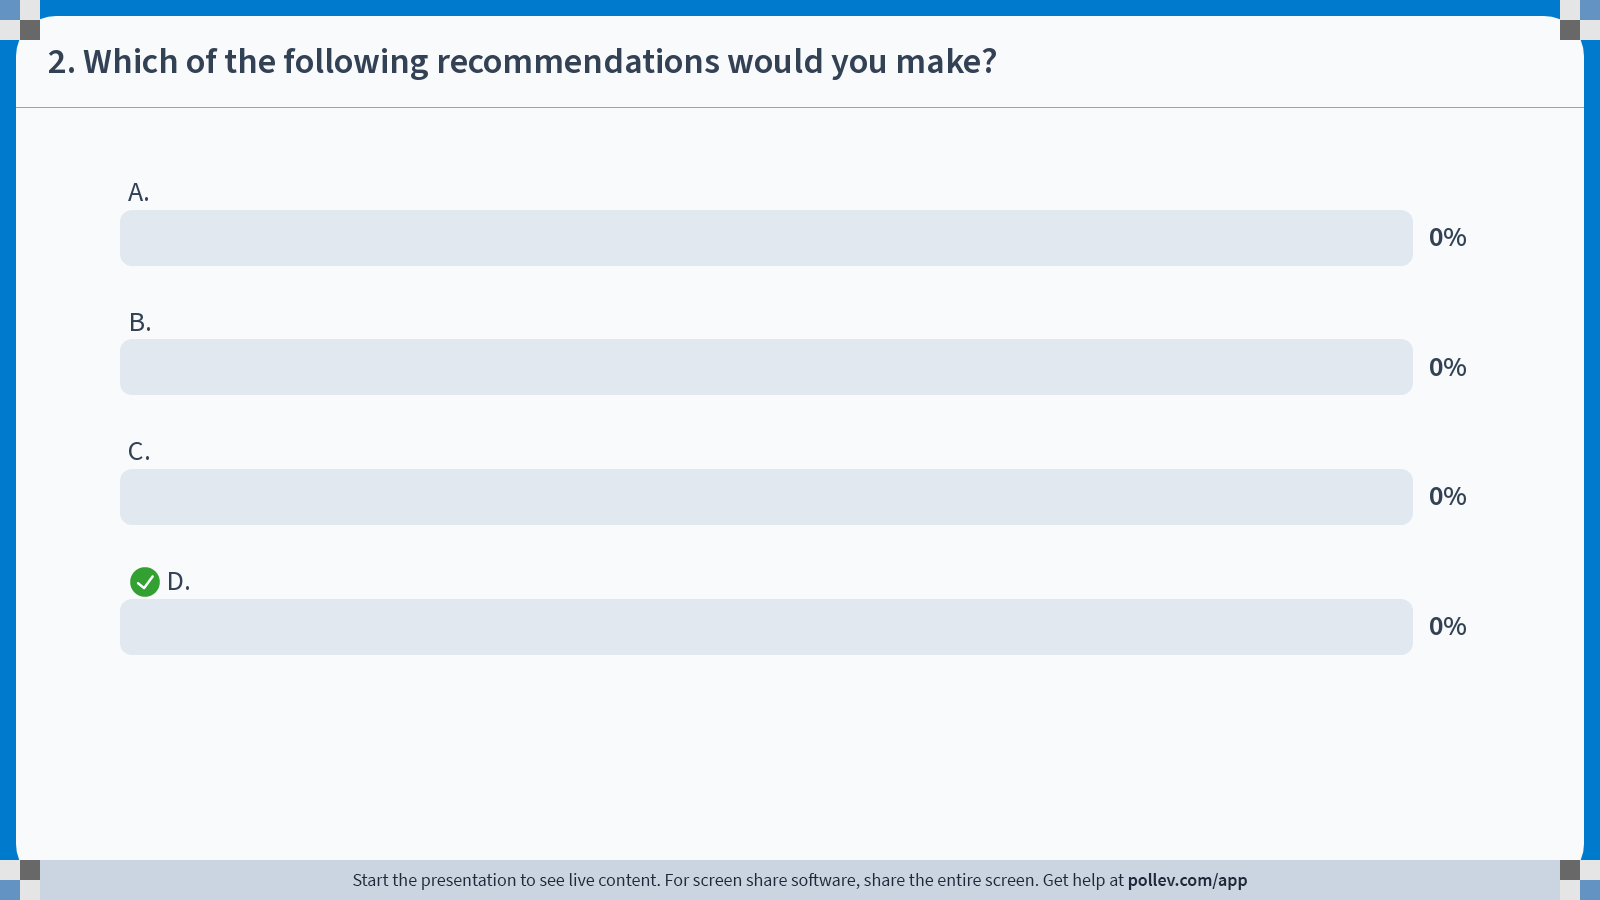 2. Which of the following recommendations would you make?
A.
0%
B.
0%
C.
0%
D.
0%
Start the presentation to see live content. For screen share software, share the entire screen. Get help at pollev.com/app